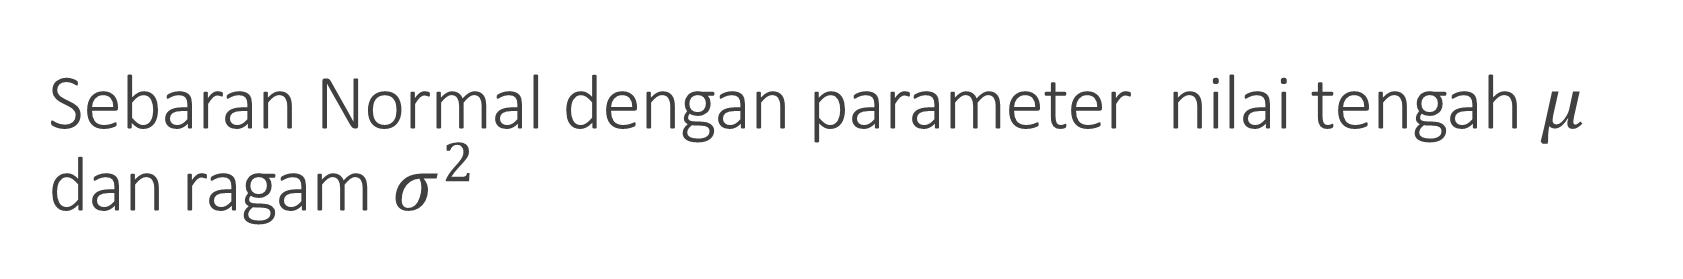 Sebaran Normal dengan parameter  nilai tengah 𝜇
dan ragam 𝜎²